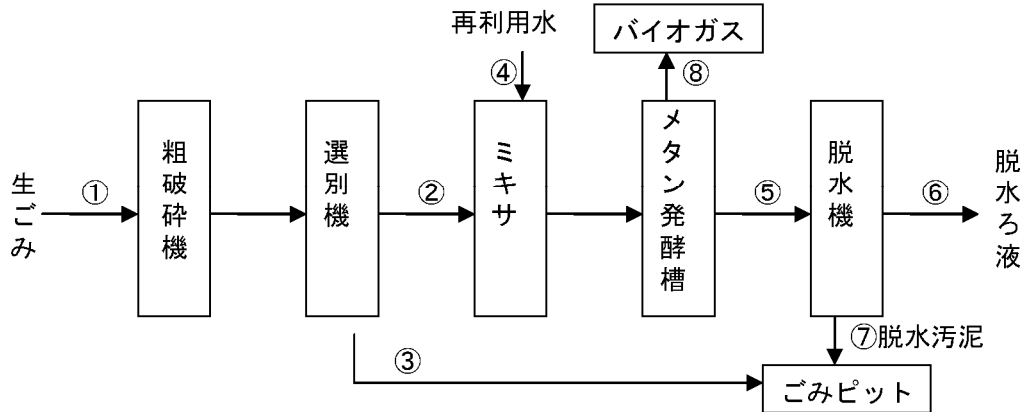 再利用水
バイオガス
④
⑧
生ごみ
①
粗破砕機
選別機
②
ミキサ
メタン発酵槽
⑤
脱水機
⑥
脱水ろ液
③
⑦脱水汚泥
ごみピット